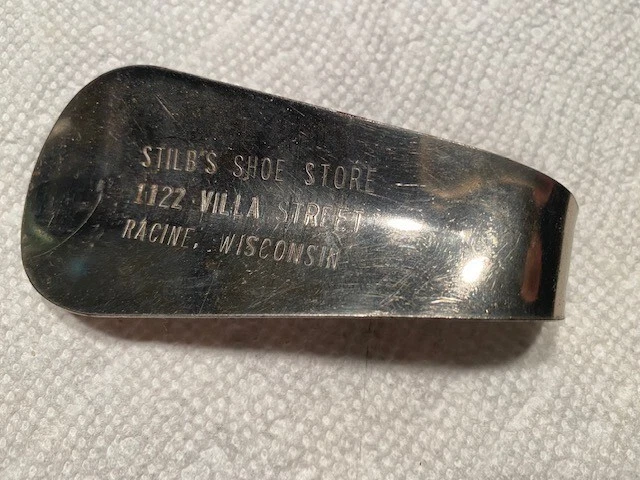 STILB'S SHOE STORE
1122 VILLA STREET
RACINE, WISCONSIN